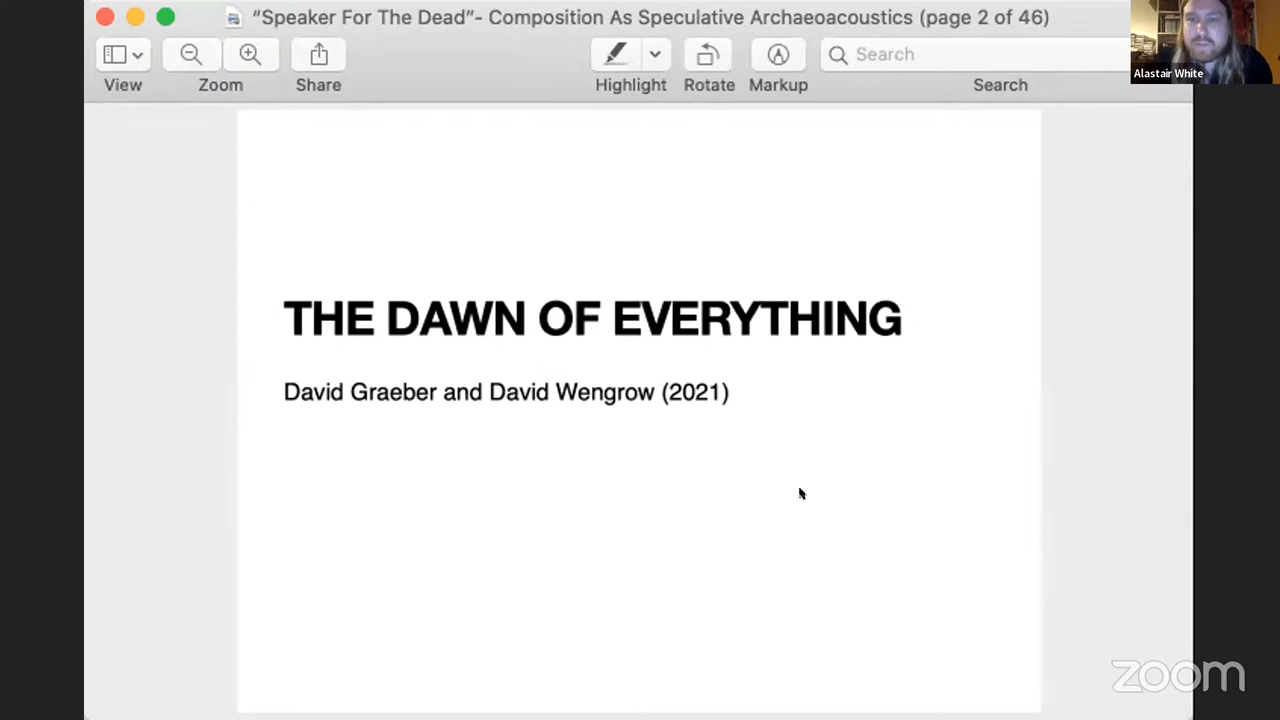 “Speaker For The Dead”- Composition As Speculative Archaeoacoustics (page 2 of 46)
View
Zoom
Share
Highlight
Rotate
Markup
Search
Search
Alastair White
THE DAWN OF EVERYTHING
David Graeber and David Wengrow (2021)
zoom